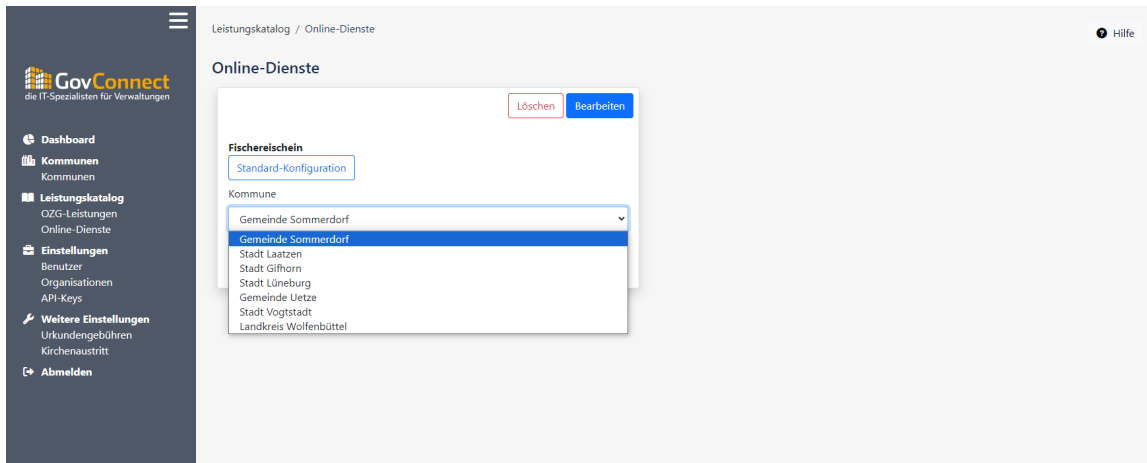 Leistungskatalog / Online-Dienste
Hilfe
GovConnect
die IT-Spezialisten für Verwaltungen
Dashboard
Kommunen
Kommunen
Leistungskatalog
OZG-Leistungen
Online-Dienste
Einstellungen
Benutzer
Organisationen
API-Keys
Weitere Einstellungen
Urkundengebühren
Kirchenaustritt
Abmelden
Online-Dienste
Löschen Bearbeiten
Fischereischein
Standard-Konfiguration
Kommune
Gemeinde Sommerdorf
Gemeinde Sommerdorf
Stadt Laatzen
Stadt Gifhorn
Stadt Lüneburg
Gemeinde Uetze
Stadt Vogtstadt
Landkreis Wolfenbüttel